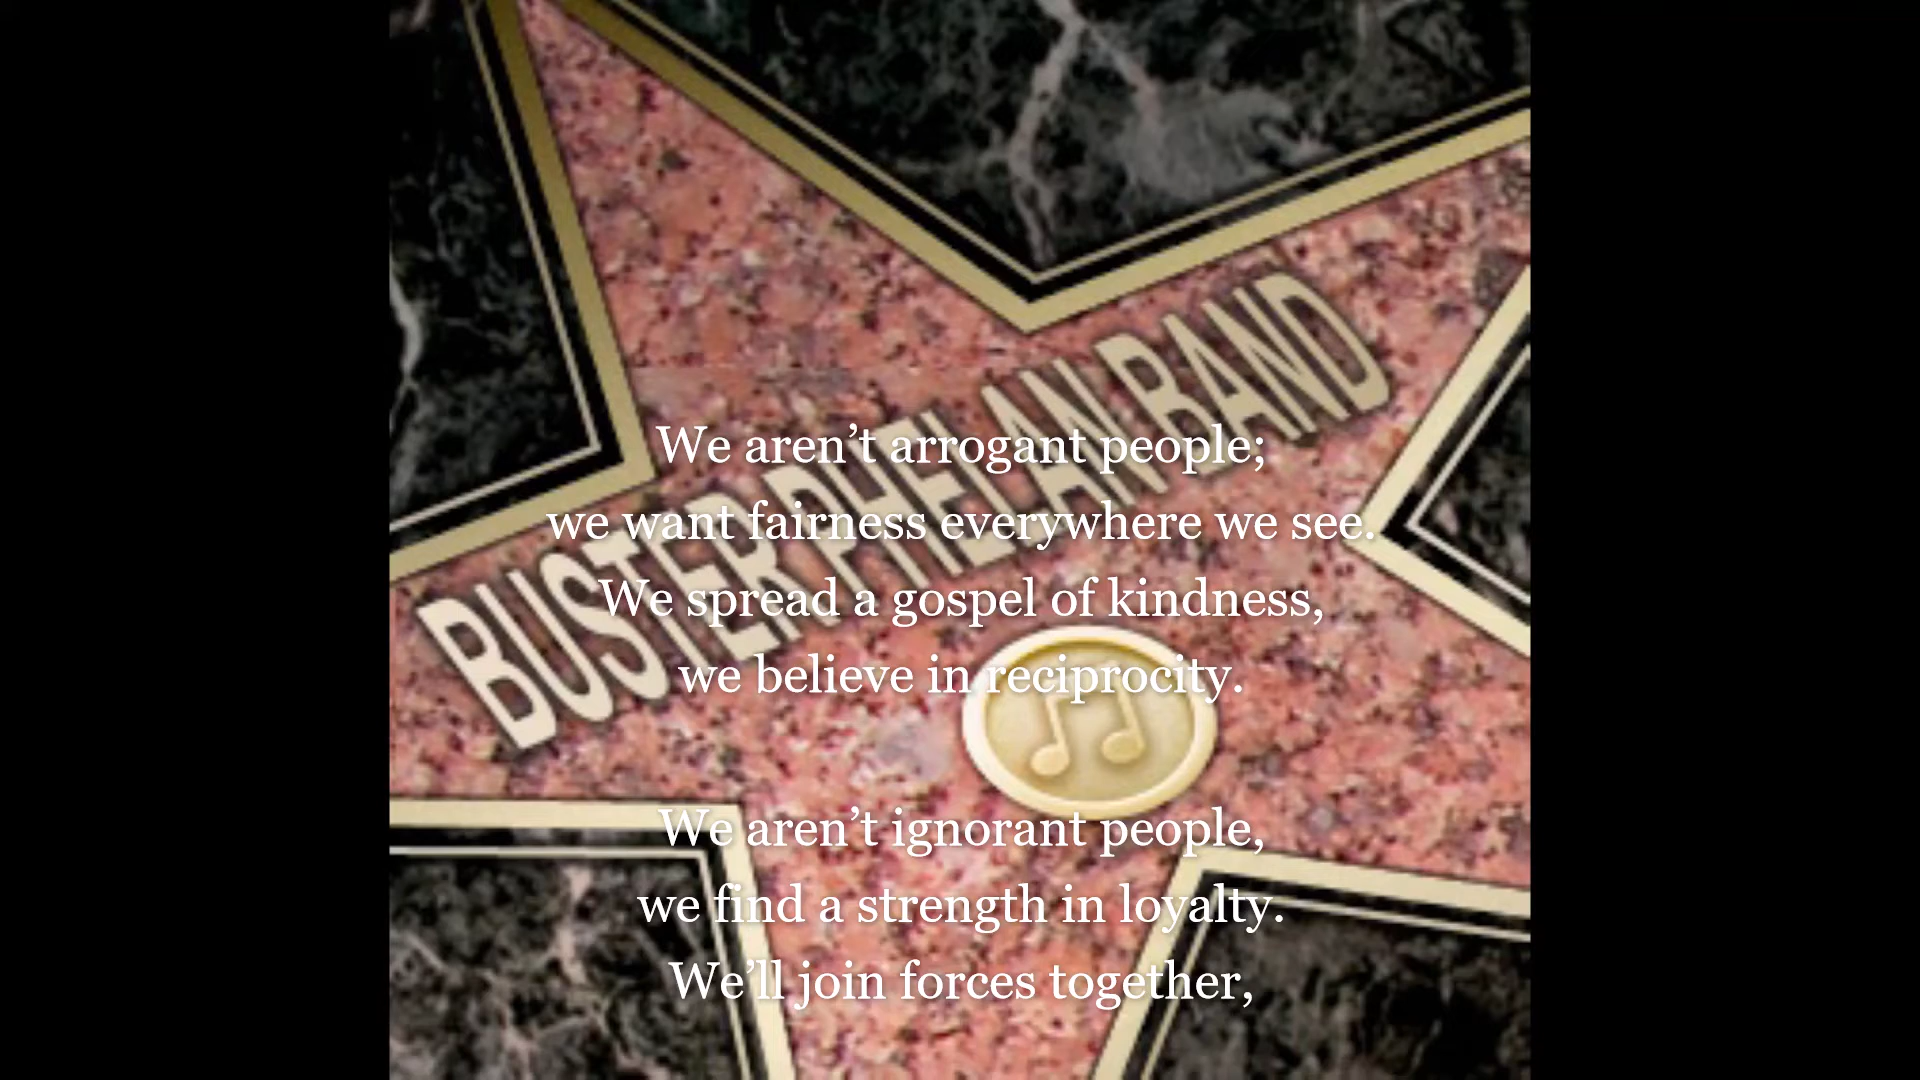 BUSTER PHELAN BAND
We aren’t arrogant people;
we want fairness everywhere we see.
We spread a gospel of kindness,
we believe in reciprocity.
We aren’t ignorant people,
we find a strength in loyalty.
We’ll join forces together,